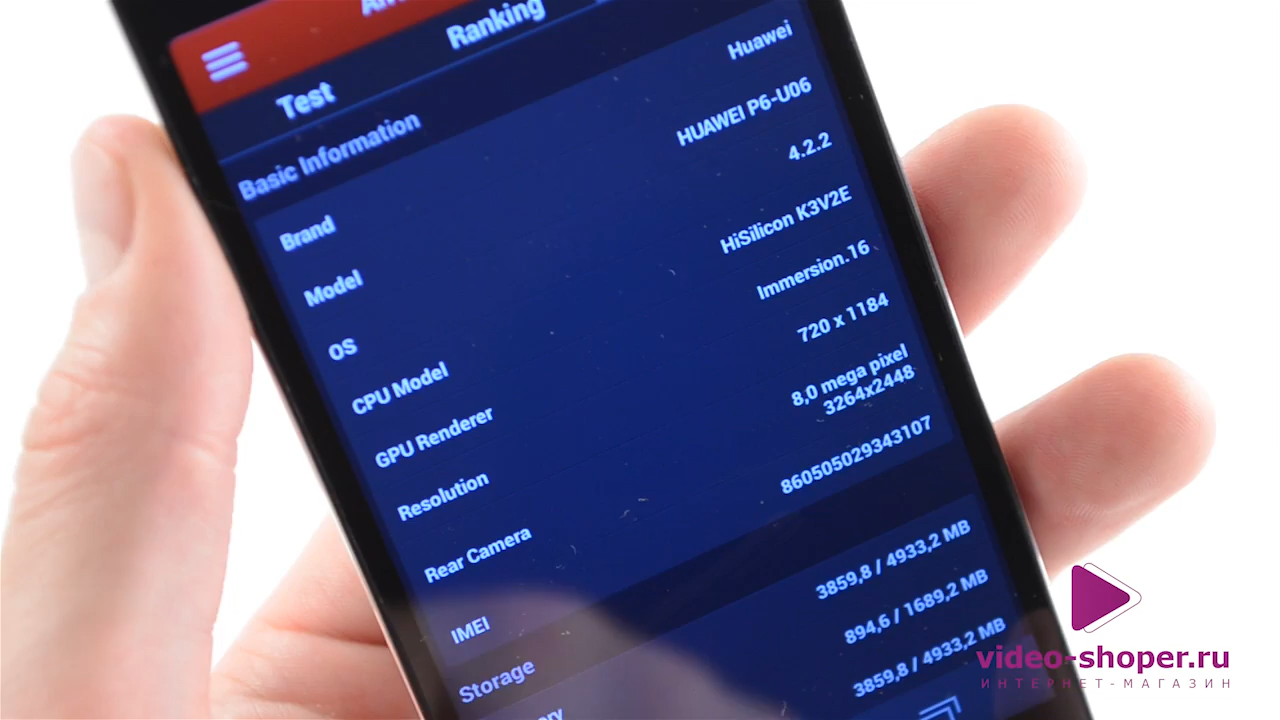 Ranking
Test
Basic Information
Brand Huawei
Model HUAWEI P6-U06
OS 4.2.2
CPU Model HiSilicon K3V2E
GPU Renderer Immersion.16
Resolution 720 x 1184
Rear Camera 8,0 mega pixel
3264x2448
IMEI 860505029343107
Storage
3859,8 / 4933,2 MB
894,6 / 1689,2 MB
3859,8 / 4933,2 MB
video-shoper.ru
ИНТЕРНЕТ-МАГАЗИН